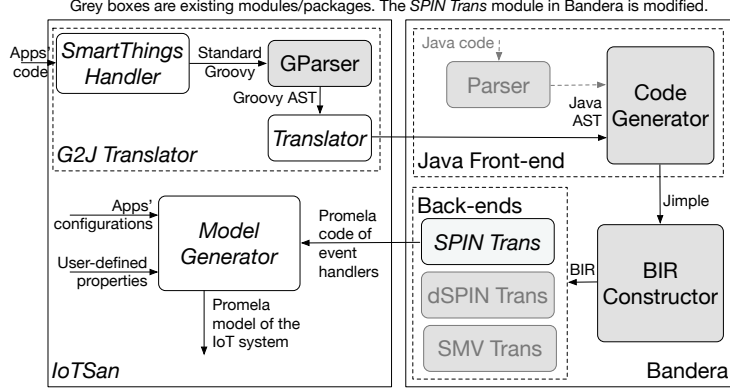 Grey boxes are existing modules/packages. The SPIN Trans module in Bandera is modified.
Apps'
code
SmartThings
Handler
Standard
Groovy
GParser
Groovy AST
Translator
G2J Translator
Java code
Parser
Java
AST
Code
Generator
Java Front-end
Jimple
Apps'
configurations
User-defined
properties
Model
Generator
Promela
code of
event
handlers
Promela
model of the
IoT system
IoTSan
Back-ends
SPIN Trans
dSPIN Trans
SMV Trans
BIR
BIR
Constructor
Bandera